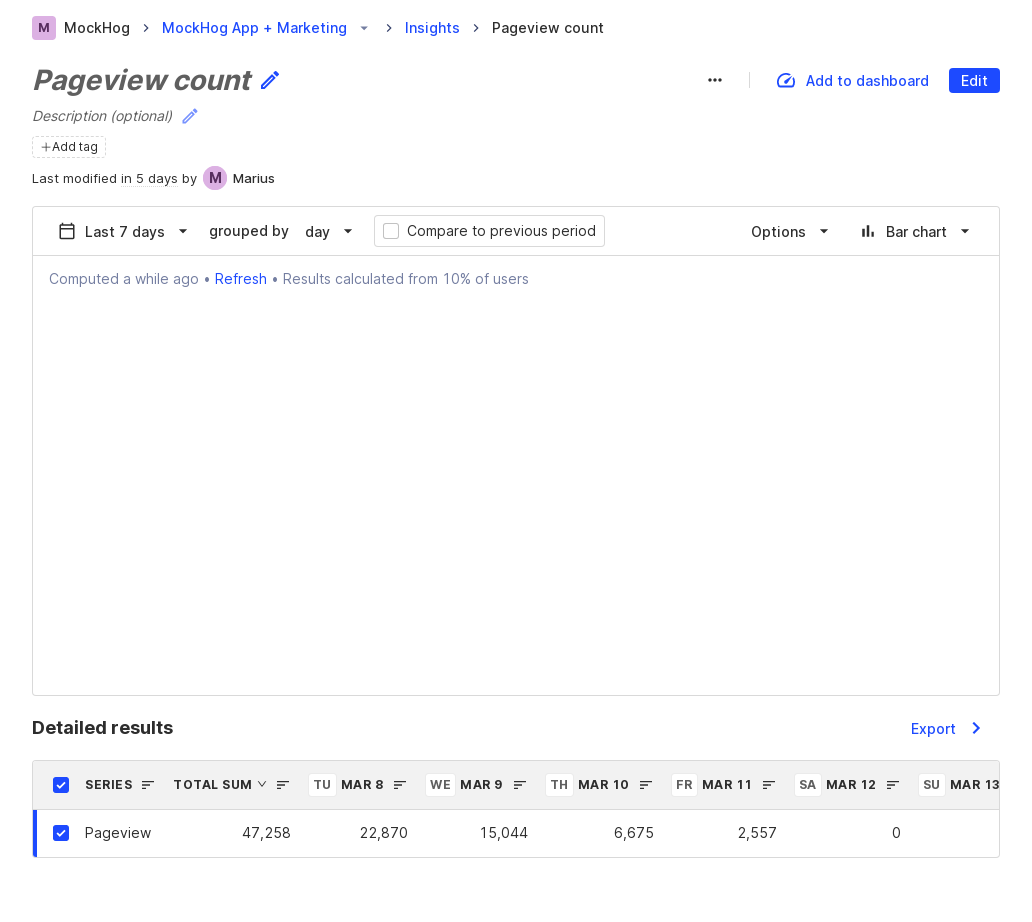 M MockHog MockHog App + Marketing Insights Pageview count
Pageview count
Add to dashboard Edit
Description (optional)
Add tag
Last modified in 5 days by M Marius
Last 7 days grouped by day Compare to previous period Options Bar chart
Computed a while ago • Refresh • Results calculated from 10% of users
Detailed results Export
SERIES TOTAL SUM TU MAR 8 WE MAR 9 TH MAR 10 FR MAR 11 SA MAR 12 SU MAR 13
Pageview 47,258 22,870 15,044 6,675 2,557 0